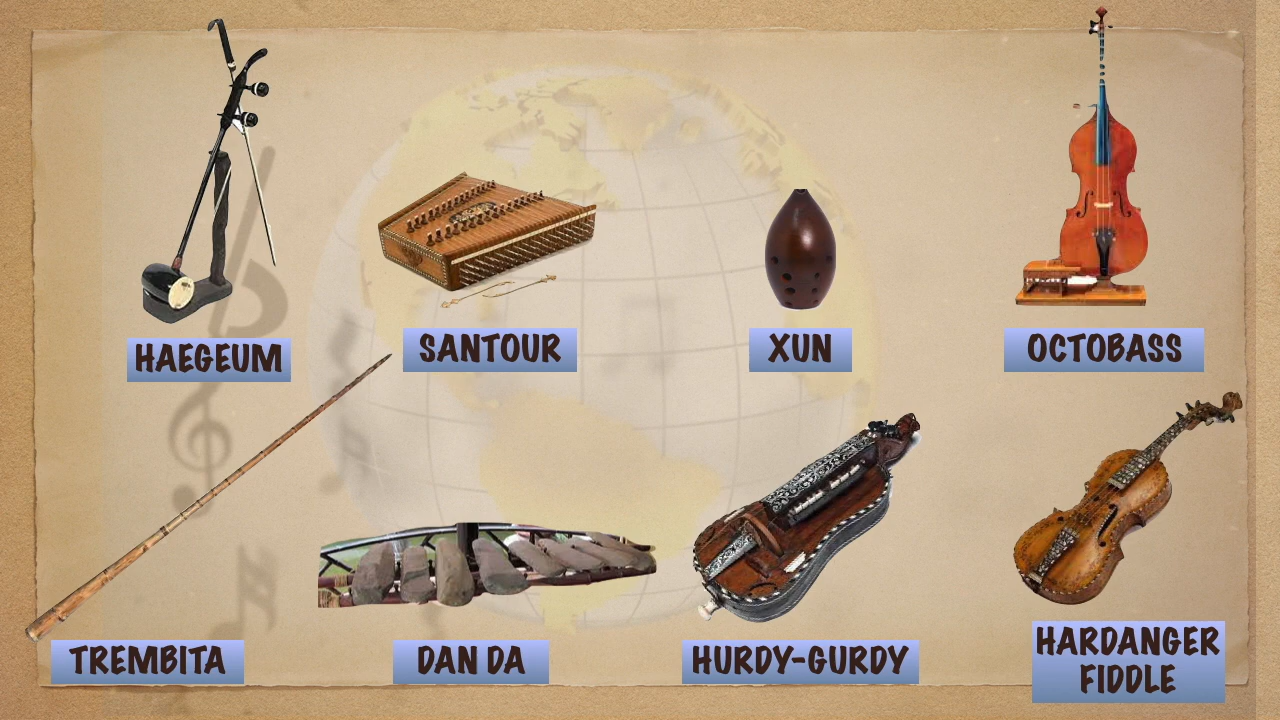 HAEGEUM
SANTOUR
XUN
OCTOBASS
TREMBITA
DAN DA
HURDY-GURDY
HARDANGER
FIDDLE